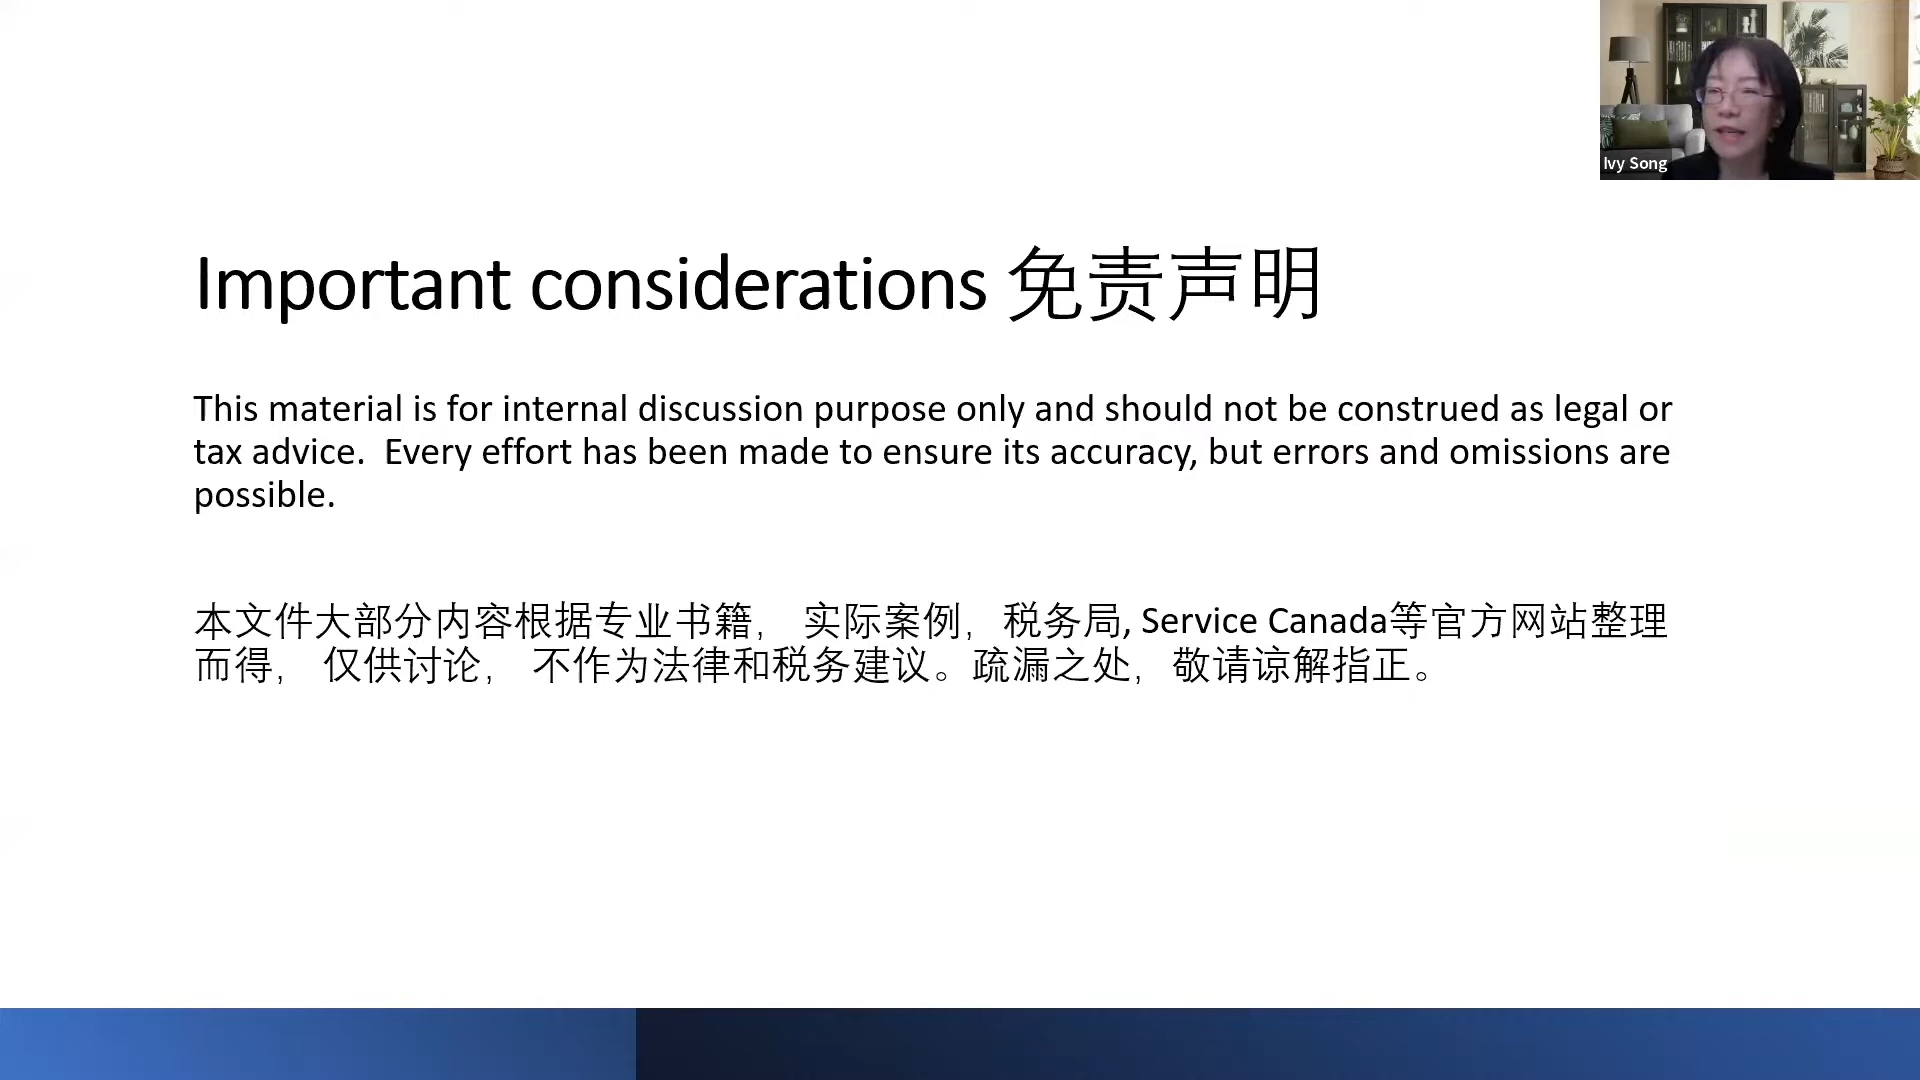 Ivy Song
Important considerations 免责声明
This material is for internal discussion purpose only and should not be construed as legal or
tax advice.  Every effort has been made to ensure its accuracy, but errors and omissions are
possible.
本文件大部分内容根据专业书籍， 实际案例，税务局, Service Canada等官方网站整理
而得， 仅供讨论， 不作为法律和税务建议。疏漏之处，敬请谅解指正。